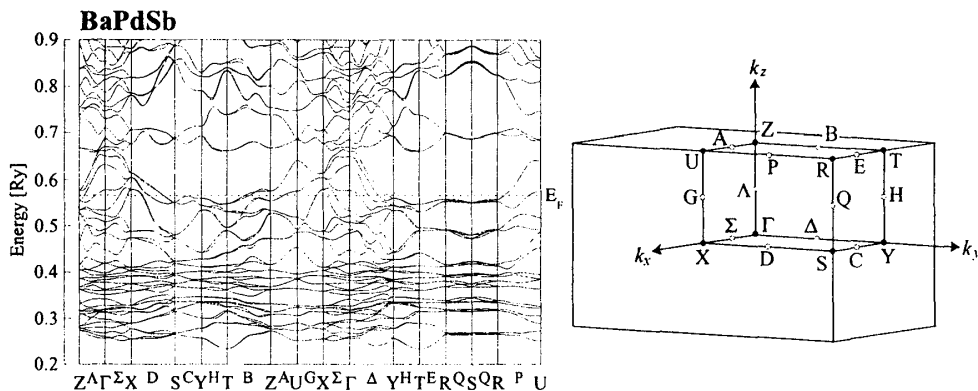 BaPdSb
0.9
0.8
0.7
0.6
0.5
0.4
0.3
0.2
Energy [Ry]
E_F
Z Λ Γ Σ X D S C Y H T B Z A U G X Σ Γ Δ Y H T E R Q S Q R P U
k_z
Z
A
B
U
P
R
E
T
G
Λ
Q
H
Σ
Γ
Δ
k_x
X
D
S
C
Y
k_y